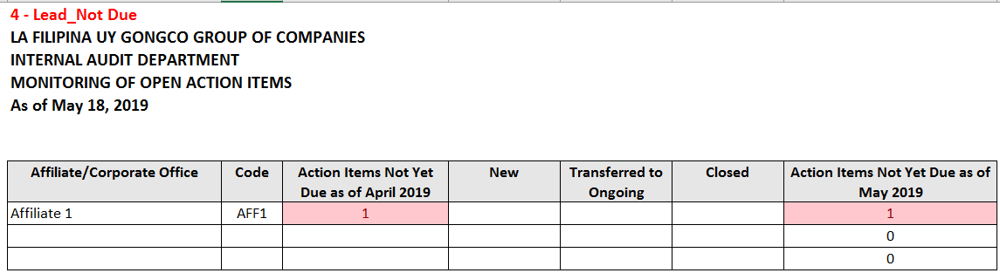 4 - Lead_Not Due
LA FILIPINA UY GONGCO GROUP OF COMPANIES
INTERNAL AUDIT DEPARTMENT
MONITORING OF OPEN ACTION ITEMS
As of May 18, 2019
Affiliate/Corporate Office Code Action Items Not Yet New Transferred to Closed Action Items Not Yet Due as of
Due as of April 2019 Ongoing May 2019
Affiliate 1 AFF1 1 1
0
0